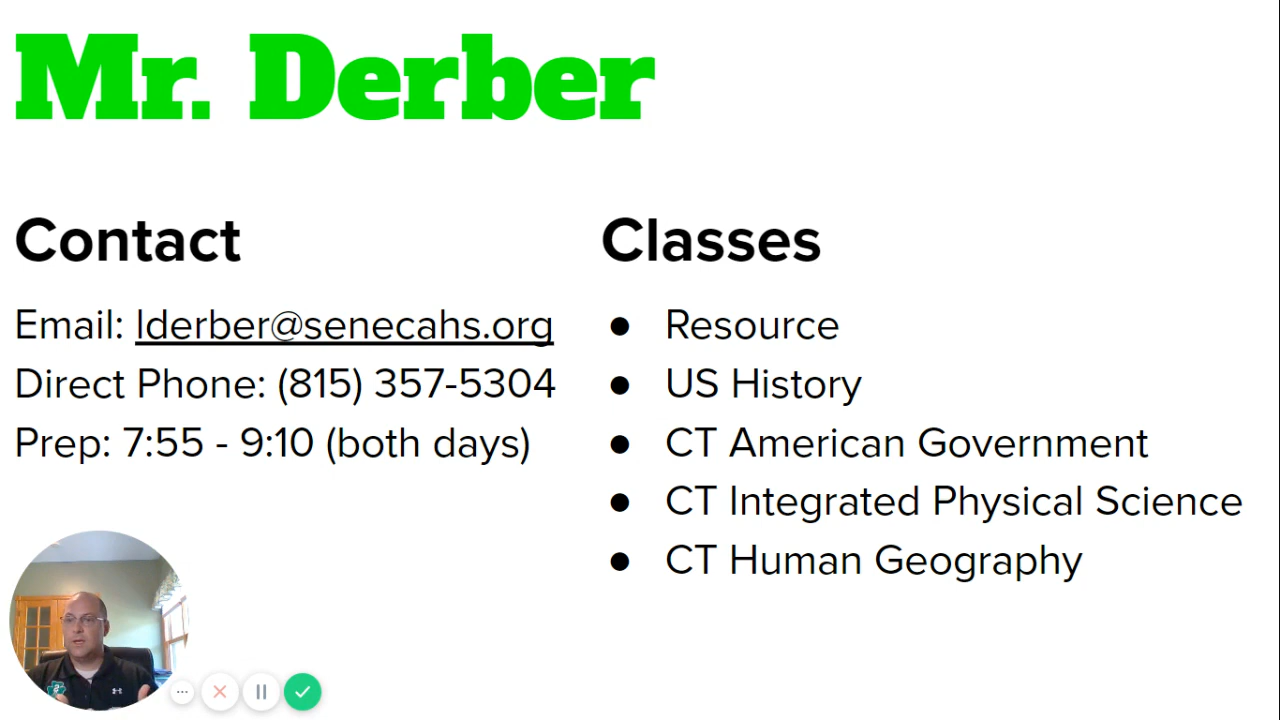 Mr. Derber
Contact
Email: lderber@senecahs.org
Direct Phone: (815) 357-5304
Prep: 7:55 - 9:10 (both days)
Classes
● Resource
● US History
● CT American Government
● CT Integrated Physical Science
● CT Human Geography